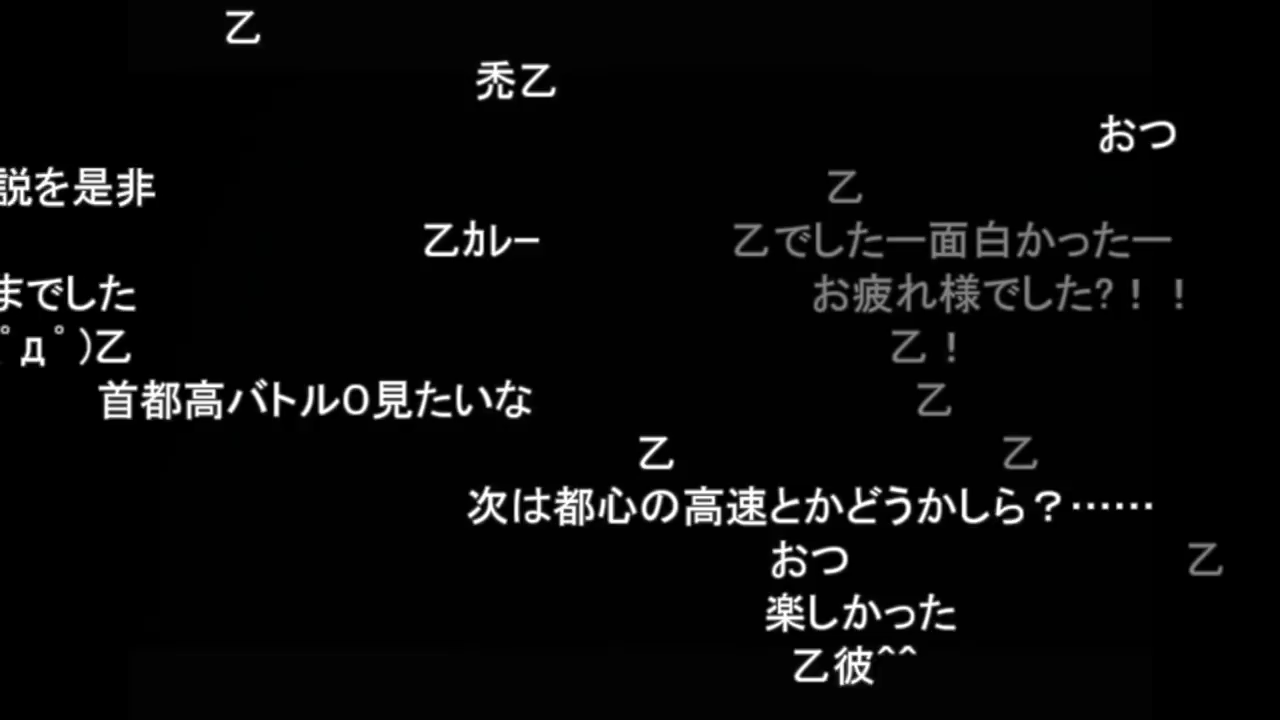 乙
禿乙
おつ
説を是非
乙
乙ｶﾚｰ
乙でした―面白かった―
までした
お疲れ様でした?！！
ﾟдﾟ)乙
乙！
首都高バトル0見たいな
乙
乙
乙
次は都心の高速とかどうかしら？……
おつ
乙
楽しかった
乙彼^^